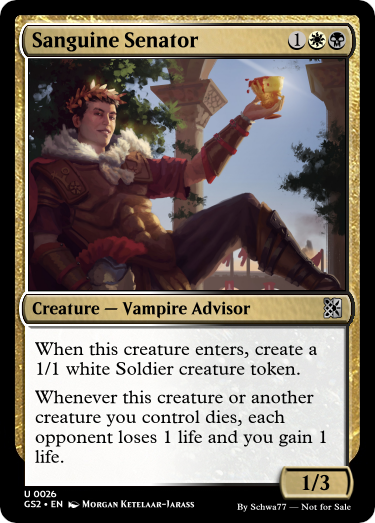 Sanguine Senator 1
Creature — Vampire Advisor
When this creature enters, create a
1/1 white Soldier creature token.
Whenever this creature or another
creature you control dies, each
opponent loses 1 life and you gain 1
life.
1/3
U 0026
GS2 • EN Morgan Ketelaar-Jarass
By Schwa77 — Not for Sale